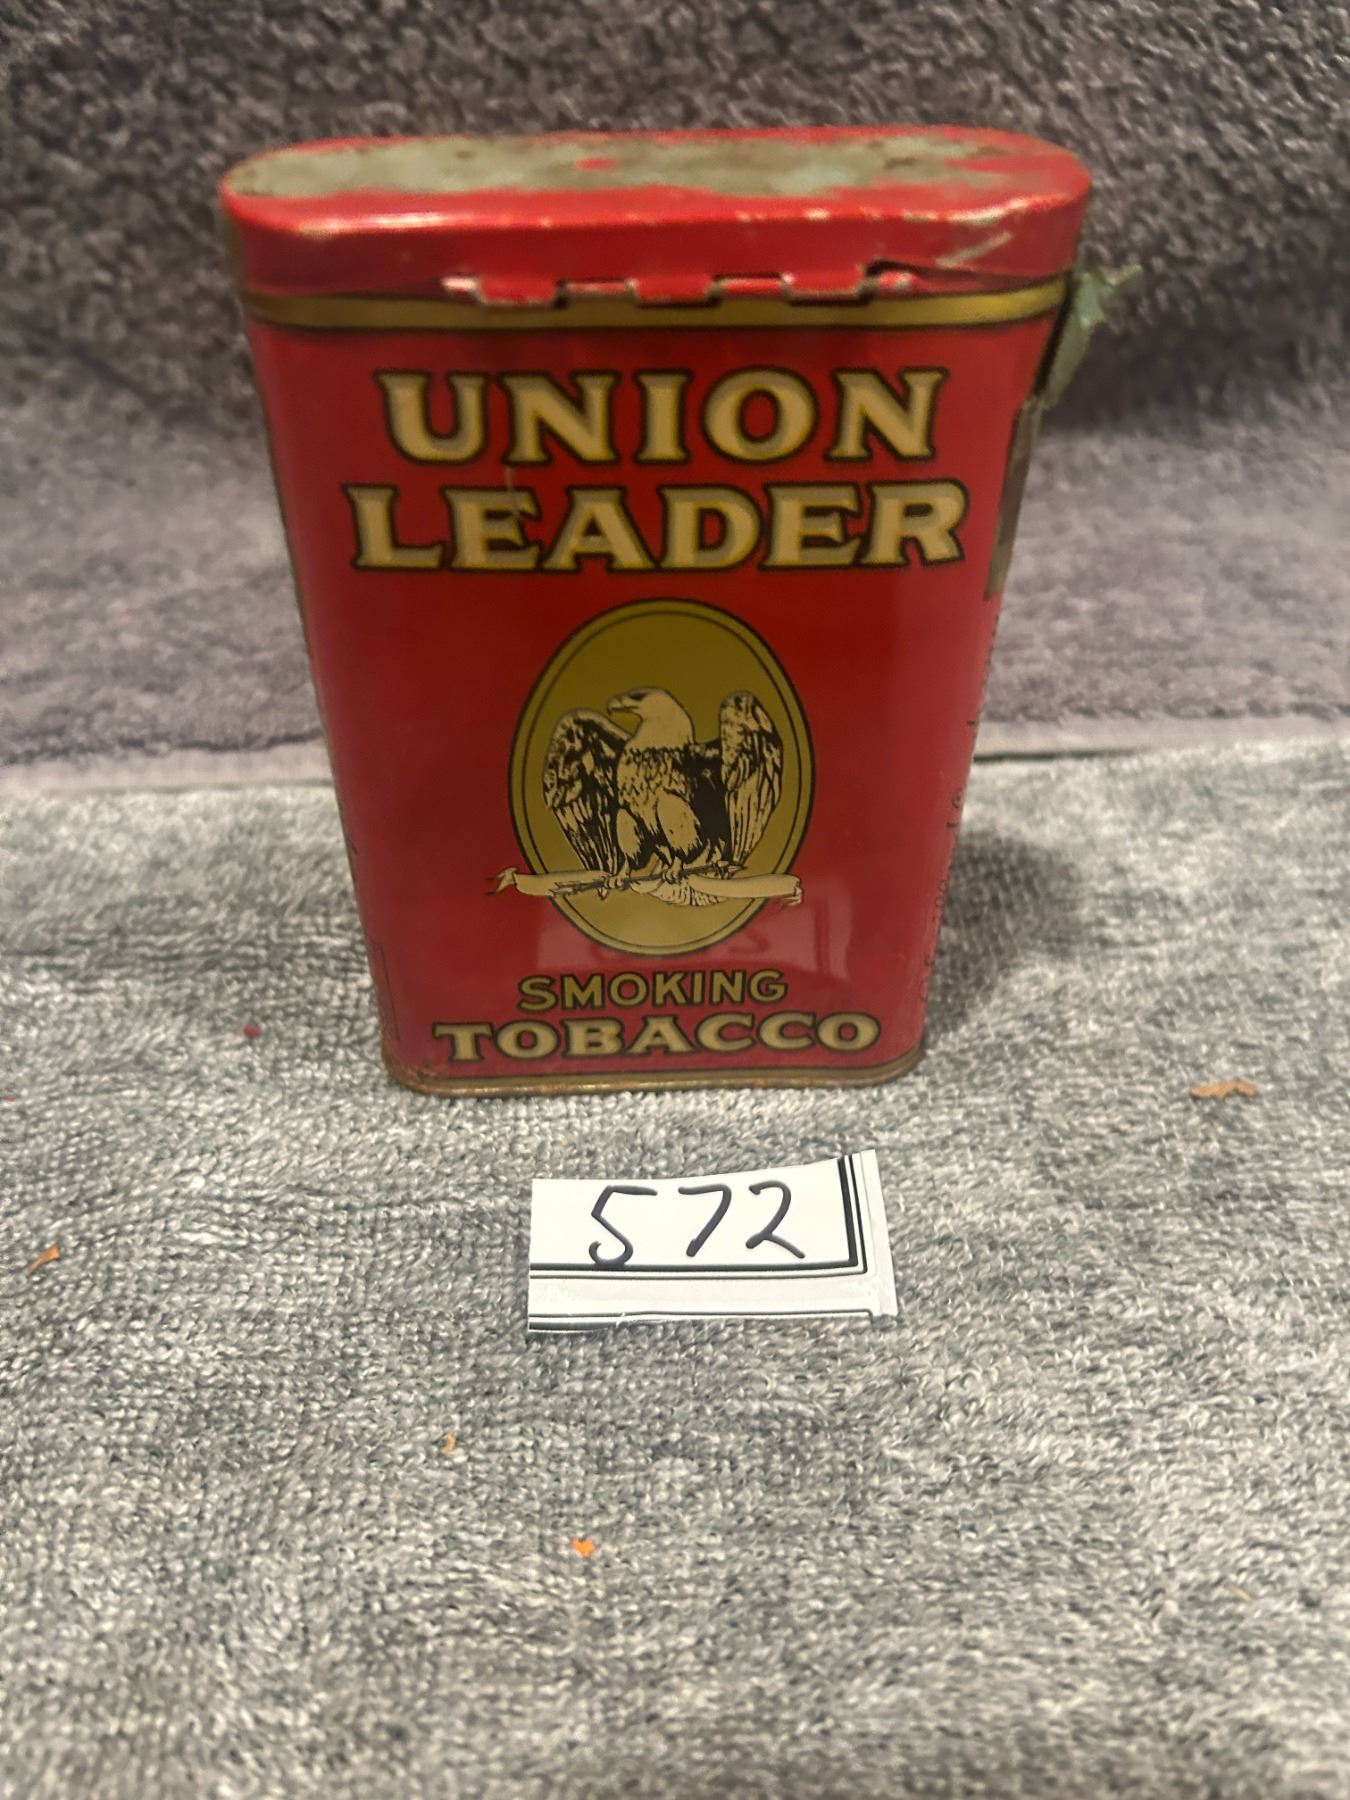 UNION
LEADER
SMOKING
TOBACCO
572